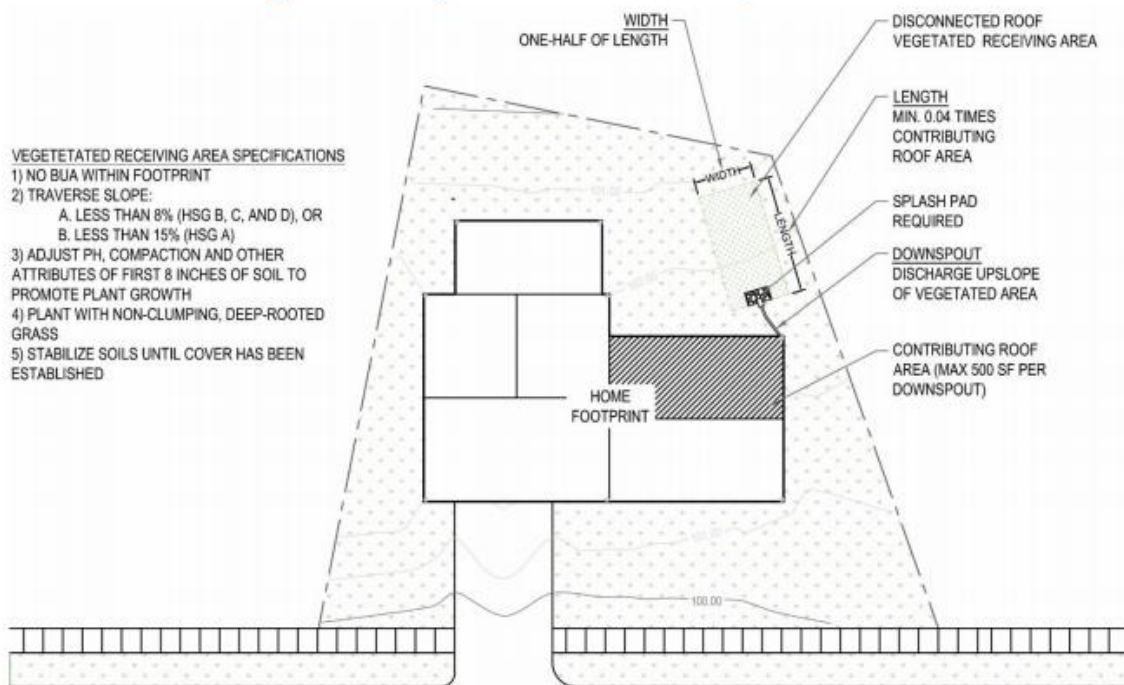 WIDTH
ONE-HALF OF LENGTH
DISCONNECTED ROOF
VEGETATED RECEIVING AREA
LENGTH
MIN. 0.04 TIMES
CONTRIBUTING
ROOF AREA
VEGETETATED RECEIVING AREA SPECIFICATIONS
1) NO BUA WITHIN FOOTPRINT
2) TRAVERSE SLOPE:
A. LESS THAN 8% (HSG B, C, AND D), OR
B. LESS THAN 15% (HSG A)
3) ADJUST PH, COMPACTION AND OTHER
ATTRIBUTES OF FIRST 8 INCHES OF SOIL TO
PROMOTE PLANT GROWTH
4) PLANT WITH NON-CLUMPING, DEEP-ROOTED
GRASS
5) STABILIZE SOILS UNTIL COVER HAS BEEN
ESTABLISHED
WIDTH
LENGTH
SPLASH PAD
REQUIRED
DOWNSPOUT
DISCHARGE UPSLOPE
OF VEGETATED AREA
CONTRIBUTING ROOF
AREA (MAX 500 SF PER
DOWNSPOUT)
HOME
FOOTPRINT
100.00